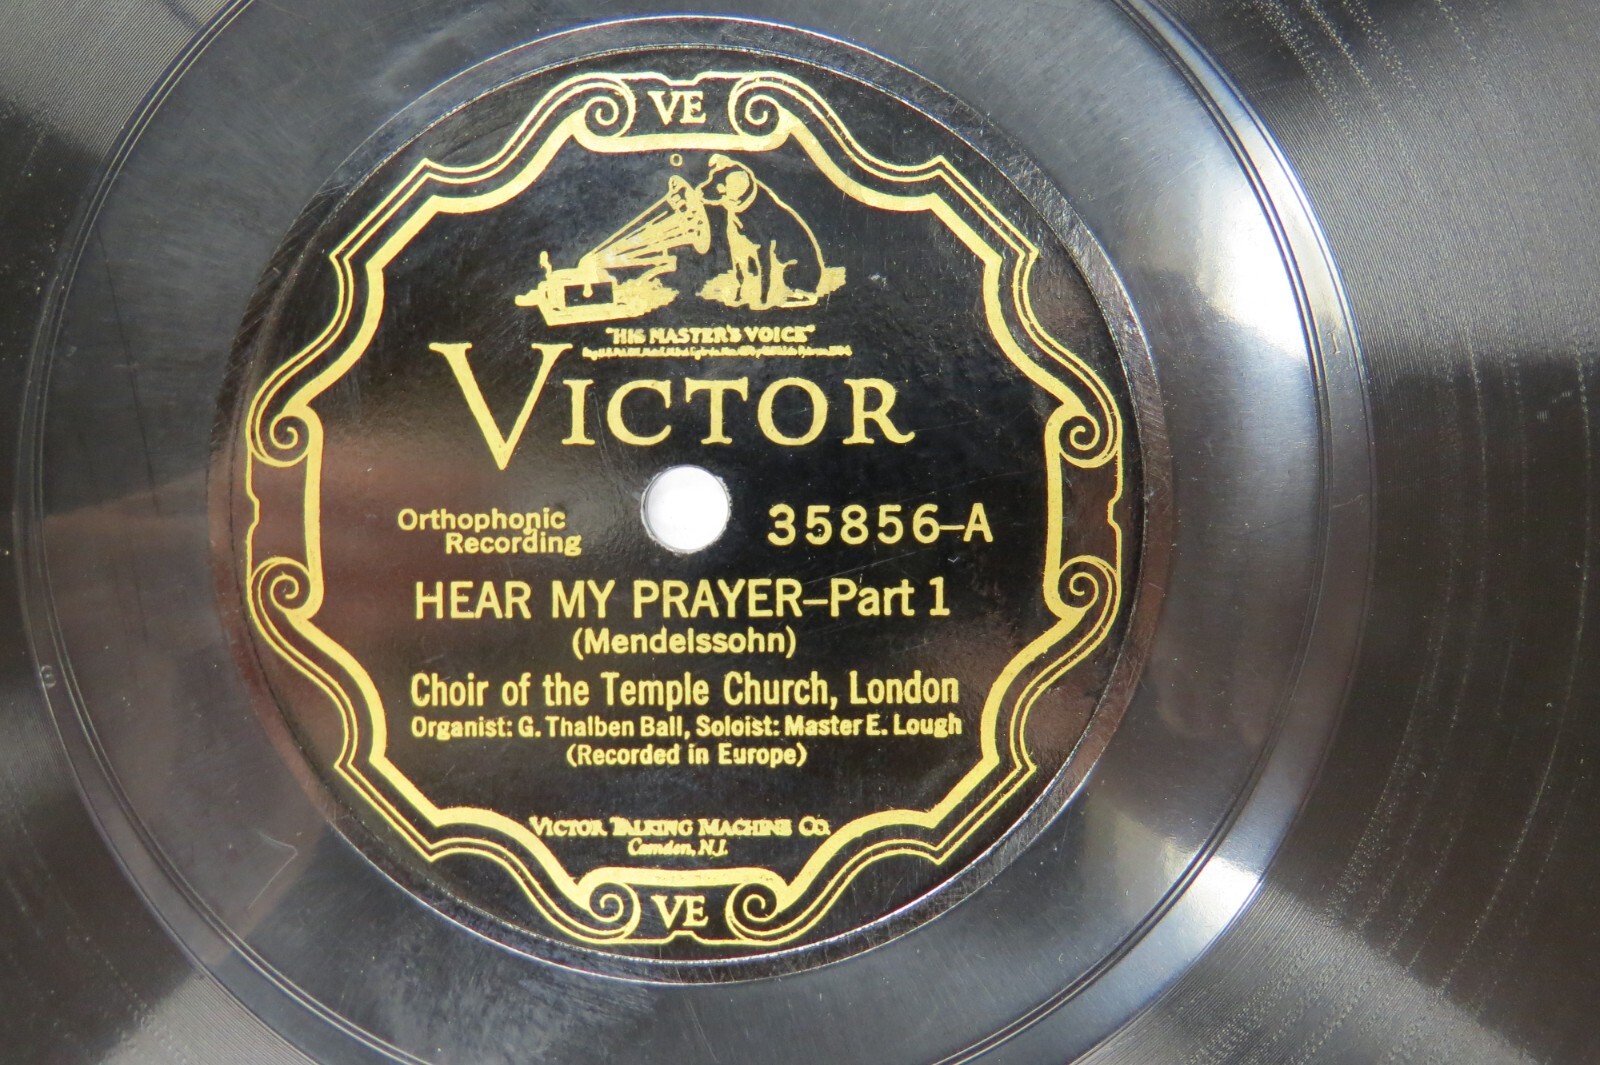 VE
"HIS MASTER'S VOICE"
VICTOR
Orthophonic
Recording
35856-A
HEAR MY PRAYER-Part 1
(Mendelssohn)
Choir of the Temple Church, London
Organist: G. Thalben Ball, Soloist: Master E. Lough
(Recorded in Europe)
VICTOR TALKING MACHINE CO.
Camden, N.J.
VE